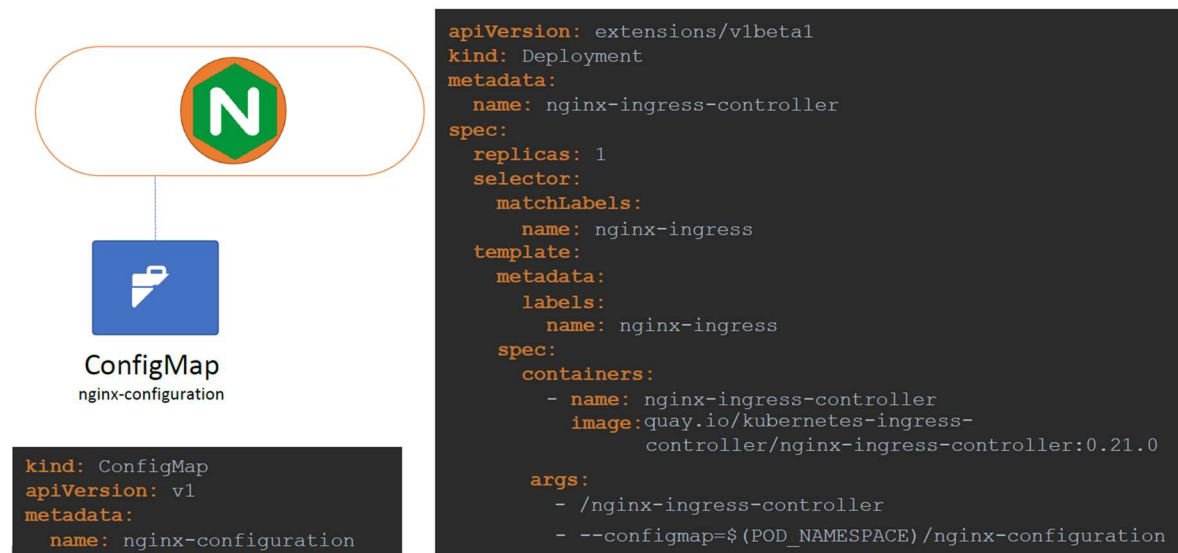 N
ConfigMap
nginx-configuration
kind: ConfigMap
apiVersion: v1
metadata:
  name: nginx-configuration
apiVersion: extensions/v1beta1
kind: Deployment
metadata:
  name: nginx-ingress-controller
spec:
  replicas: 1
  selector:
    matchLabels:
      name: nginx-ingress
  template:
    metadata:
      labels:
        name: nginx-ingress
    spec:
      containers:
        - name: nginx-ingress-controller
          image:quay.io/kubernetes-ingress-
                controller/nginx-ingress-controller:0.21.0
       args:
         - /nginx-ingress-controller
         - --configmap=$(POD_NAMESPACE)/nginx-configuration